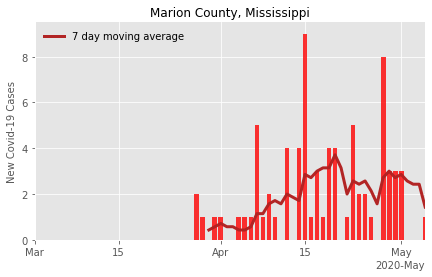 Marion County, Mississippi
7 day moving average
New Covid-19 Cases
8
6
4
2
0
Mar
15
Apr
15
May
2020-May